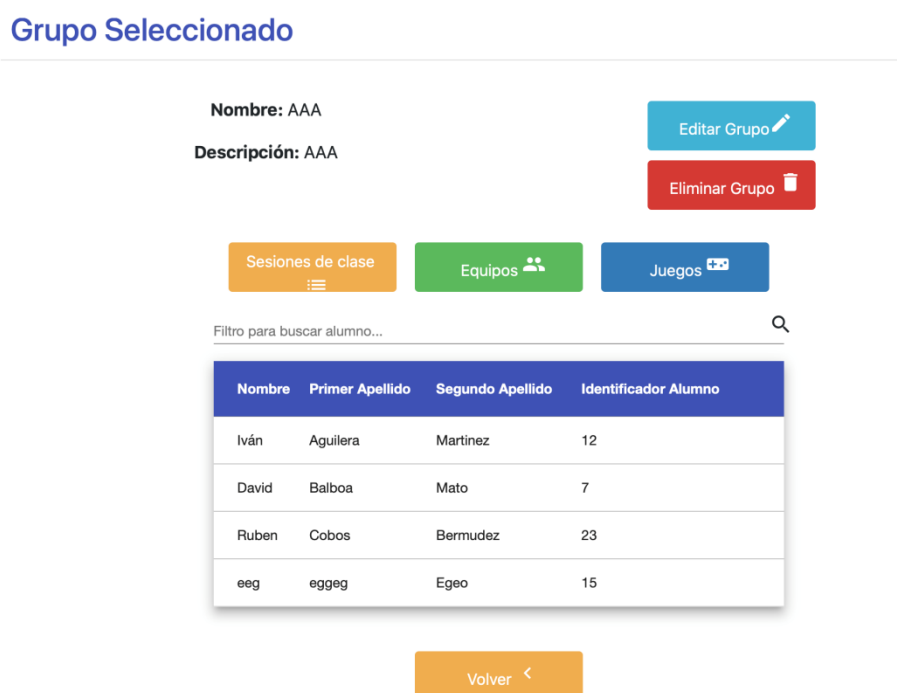 Grupo Seleccionado
Nombre: AAA
Editar Grupo
Descripción: AAA
Eliminar Grupo
Sesiones de clase
Equipos
Juegos
Filtro para buscar alumno...
Nombre Primer Apellido Segundo Apellido Identificador Alumno
Iván Aguilera Martinez 12
David Balboa Mato 7
Ruben Cobos Bermudez 23
eeg eggeg Egeo 15
Volver